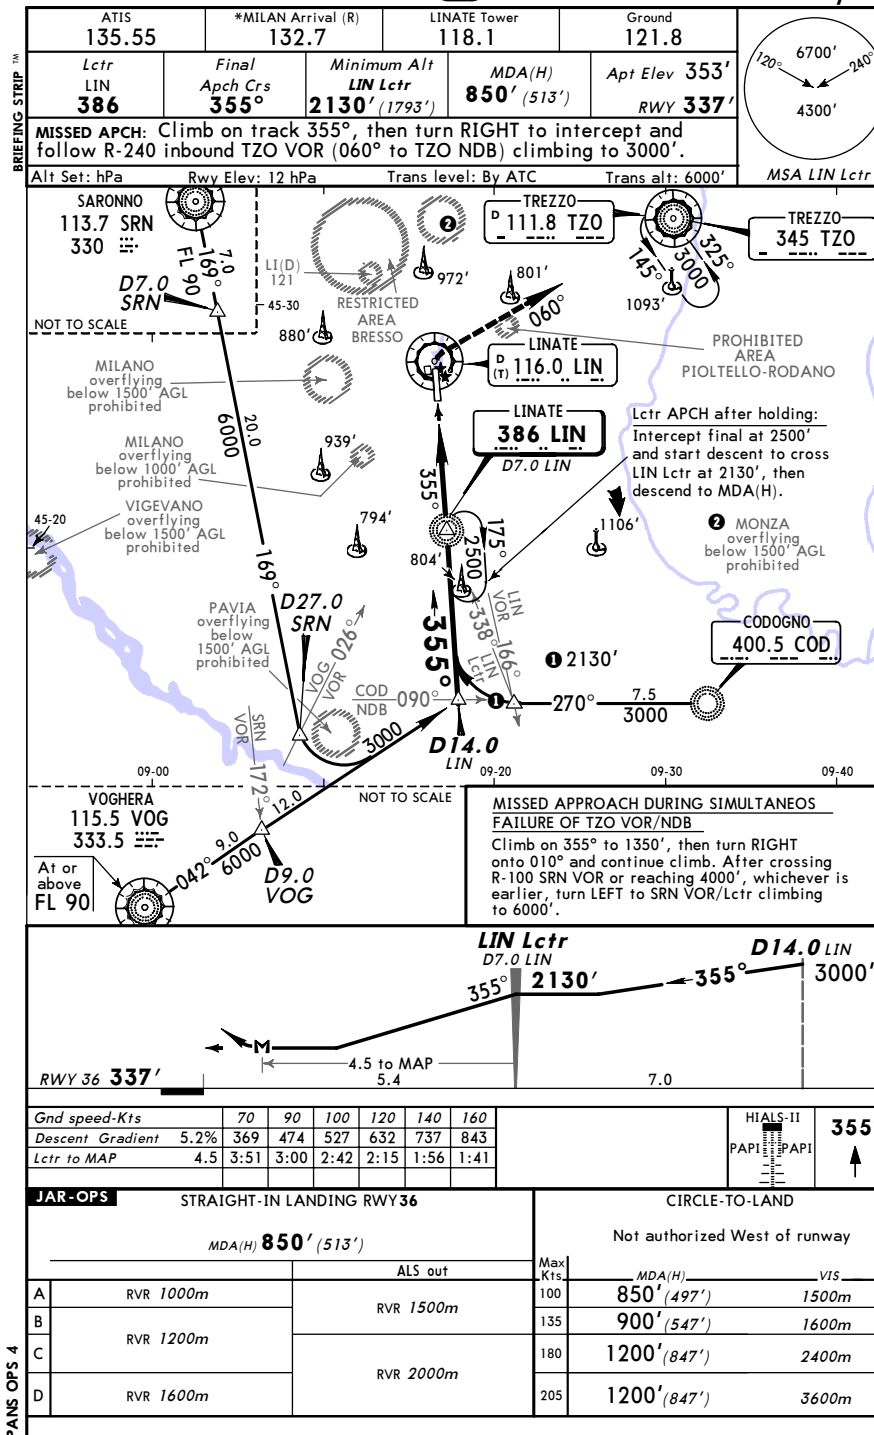 ATIS
135.55
*MILAN Arrival (R)
132.7
LINATE Tower
118.1
Ground
121.8
BRIEFING STRIP ™
Lctr
LIN
386
Final
Apch Crs
355°
Minimum Alt
LIN Lctr
2130' (1793')
MDA(H)
850' (513')
Apt Elev 353'
RWY 337'
MISSED APCH: Climb on track 355°, then turn RIGHT to intercept and
follow R-240 inbound TZO VOR (060° to TZO NDB) climbing to 3000'.
Alt Set: hPa Rwy Elev: 12 hPa Trans level: By ATC Trans alt: 6000'
6700'
120°
240°
4300'
MSA LIN Lctr
SARONNO
113.7 SRN
330
7.0
169°
FL 90
D7.0
SRN
NOT TO SCALE
45-30
LI(D)
121
RESTRICTED
AREA
BRESSO
2
972'
801'
880'
060°
D
111.8 TZO
TREZZO
TREZZO
345 TZO
145°
3000
325°
1093'
PROHIBITED
AREA
PIOLTELLO-RODANO
LINATE
D
(T) 116.0 LIN
MILANO
overflying
below 1500' AGL
prohibited
20.0
6000
MILANO
overflying
below 1000' AGL
prohibited
939'
LINATE
386 LIN
D7.0 LIN
Lctr APCH after holding:
Intercept final at 2500'
and start descent to cross
LIN Lctr at 2130', then
descend to MDA(H).
355°
VIGEVANO
overflying
below 1500' AGL
prohibited
45-20
794'
804'
175°
2500
1106'
2 MONZA
overflying
below 1500' AGL
prohibited
169°
D27.0
SRN
PAVIA
overflying
below
1500' AGL
prohibited
VOG
VOR
026°
355°
LIN
VOR
166°
338°
LIN
Lctr
1 2130'
CODOGNO
400.5 COD
COD
NDB
090°
1
270°
7.5
3000
D14.0
LIN
SRN
VOR
172°
3000
09-00
09-20
09-30
09-40
NOT TO SCALE
VOGHERA
115.5 VOG
333.5
12.0
9.0
042°
6000
D9.0
VOG
At or
above
FL 90
MISSED APPROACH DURING SIMULTANEOS
FAILURE OF TZO VOR/NDB
Climb on 355° to 1350', then turn RIGHT
onto 010° and continue climb. After crossing
R-100 SRN VOR or reaching 4000', whichever is
earlier, turn LEFT to SRN VOR/Lctr climbing
to 6000'.
LIN Lctr
D7.0 LIN
D14.0 LIN
355°
2130'
355°
3000'
M
4.5 to MAP
RWY 36 337'
5.4
7.0
Gnd speed-Kts 70 90 100 120 140 160
Descent Gradient 5.2% 369 474 527 632 737 843
Lctr to MAP 4.5 3:51 3:00 2:42 2:15 1:56 1:41
HIALS-II
PAPI PAPI
355
JAR-OPS
STRAIGHT-IN LANDING RWY 36
CIRCLE-TO-LAND
MDA(H) 850' (513')
Not authorized West of runway
ALS out
Max
Kts
MDA(H)
VIS
A
RVR 1000m
RVR 1500m
100 850' (497') 1500m
B
RVR 1200m
135 900' (547') 1600m
C
RVR 2000m
180 1200' (847') 2400m
D
RVR 1600m
205 1200' (847') 3600m
PANS OPS 4